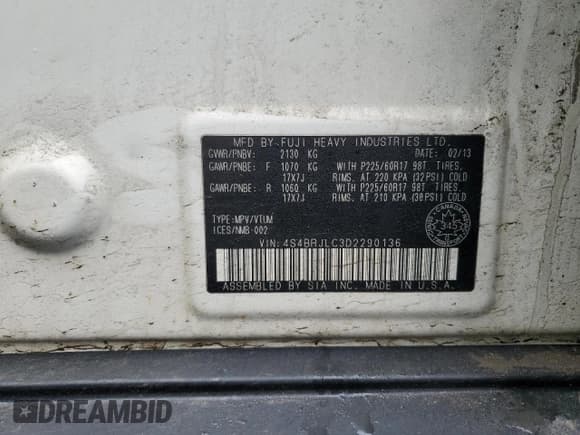 MFD BY FUJI HEAVY INDUSTRIES LTD.
GVWR/PNBV: 2130 KG DATE: 02/13
GAWR/PNBE: F 1070 KG WITH P225/60R17 98T TIRES,
17X7J RIMS, AT 220 KPA (32PSI) COLD
GAWR/PNBE: R 1060 KG WITH P225/60R17 98T TIRES,
17X7J RIMS, AT 210 KPA (30PSI) COLD
TYPE:MPV/VTUM
ICES/NMB-002
345
VIN: 4S4BRJLC3D2290136
ASSEMBLED BY SIA INC. MADE IN U.S.A.
DREAMBID